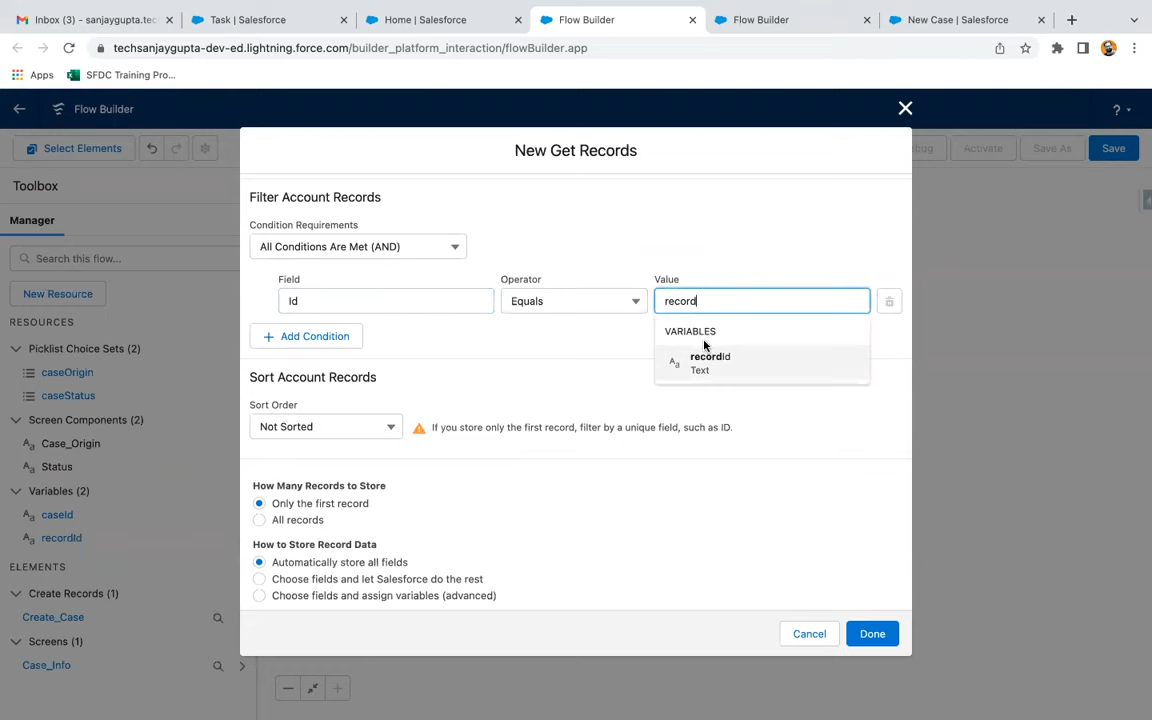 Inbox (3) - sanjaygupta.tec
Task | Salesforce
Home | Salesforce
Flow Builder
Flow Builder
New Case | Salesforce
techsanjaygupta-dev-ed.lightning.force.com/builder_platform_interaction/flowBuilder.app
Apps
SFDC Training Pro...
Flow Builder
?
Select Elements
Activate
Save As
Save
New Get Records
Toolbox
Manager
Search this flow...
New Resource
RESOURCES
Picklist Choice Sets (2)
caseOrigin
caseStatus
Screen Components (2)
Case_Origin
Status
Variables (2)
caseId
recordId
ELEMENTS
Create Records (1)
Create_Case
Screens (1)
Case_Info
Filter Account Records
Condition Requirements
All Conditions Are Met (AND)
Field
Operator
Value
Id
Equals
record
VARIABLES
recordId
Text
Add Condition
Sort Account Records
Sort Order
Not Sorted
If you store only the first record, filter by a unique field, such as ID.
How Many Records to Store
Only the first record
All records
How to Store Record Data
Automatically store all fields
Choose fields and let Salesforce do the rest
Choose fields and assign variables (advanced)
Cancel
Done